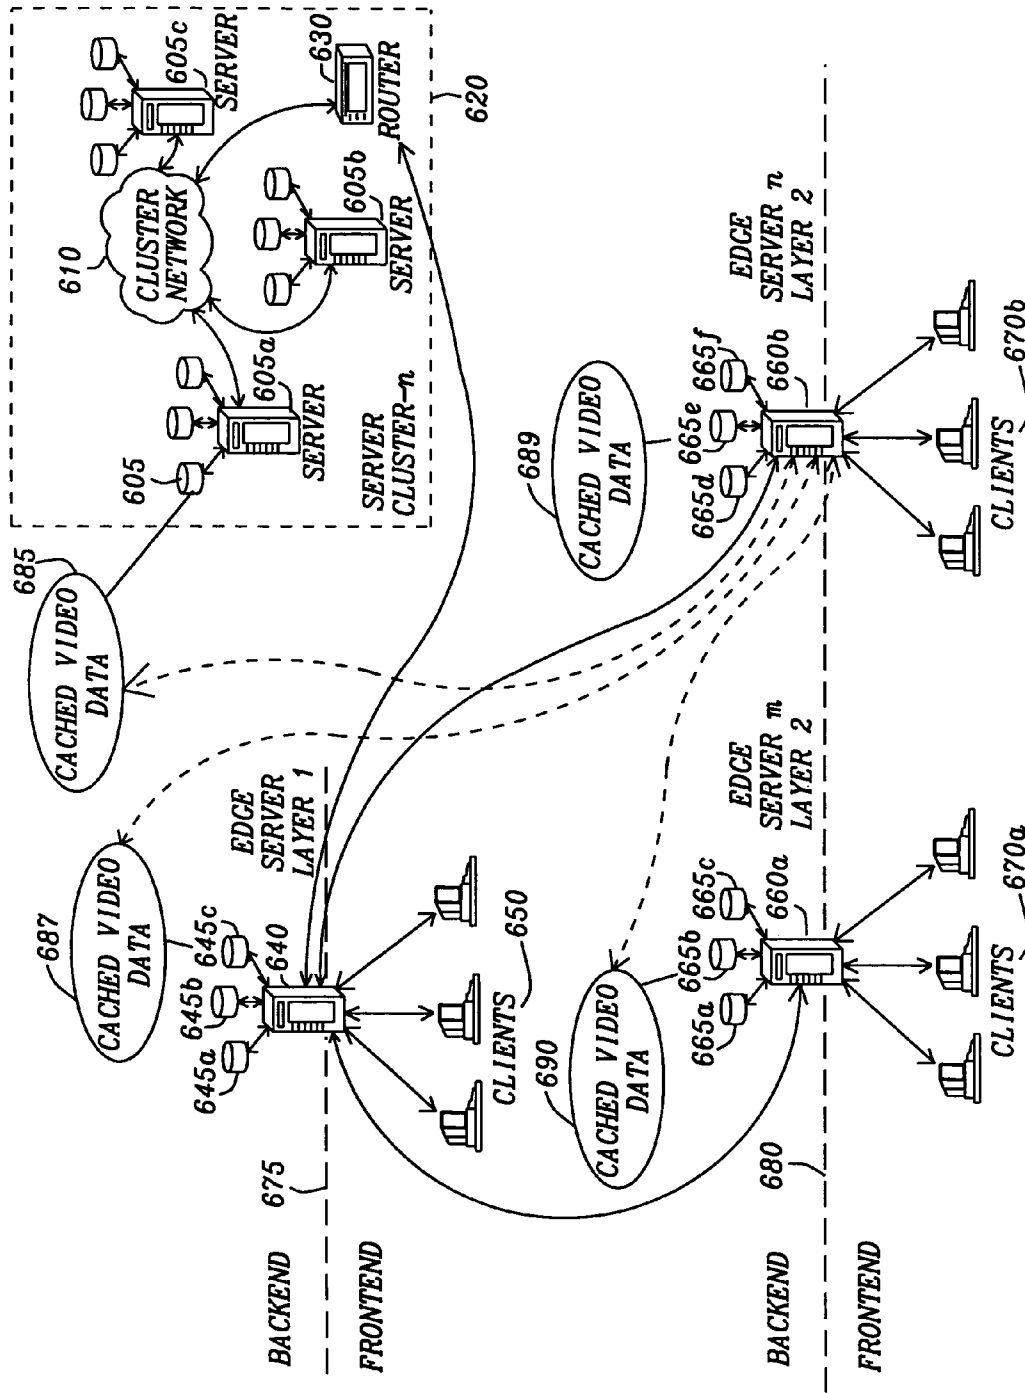 685
CACHED VIDEO
DATA
605
605a
SERVER
610
CLUSTER
NETWORK
605c
SERVER
605b
SERVER
630
ROUTER
620
SERVER
CLUSTER-n
687
CACHED VIDEO
DATA
645a
645b
645c
640
EDGE
SERVER
LAYER 1
CLIENTS
650
675
BACKEND
FRONTEND
689
CACHED VIDEO
DATA
665d
665e
665f
660b
EDGE
SERVER n
LAYER 2
CLIENTS
670b
690
CACHED VIDEO
DATA
665a
665b
665c
660a
EDGE
SERVER m
LAYER 2
CLIENTS
670a
680
BACKEND
FRONTEND